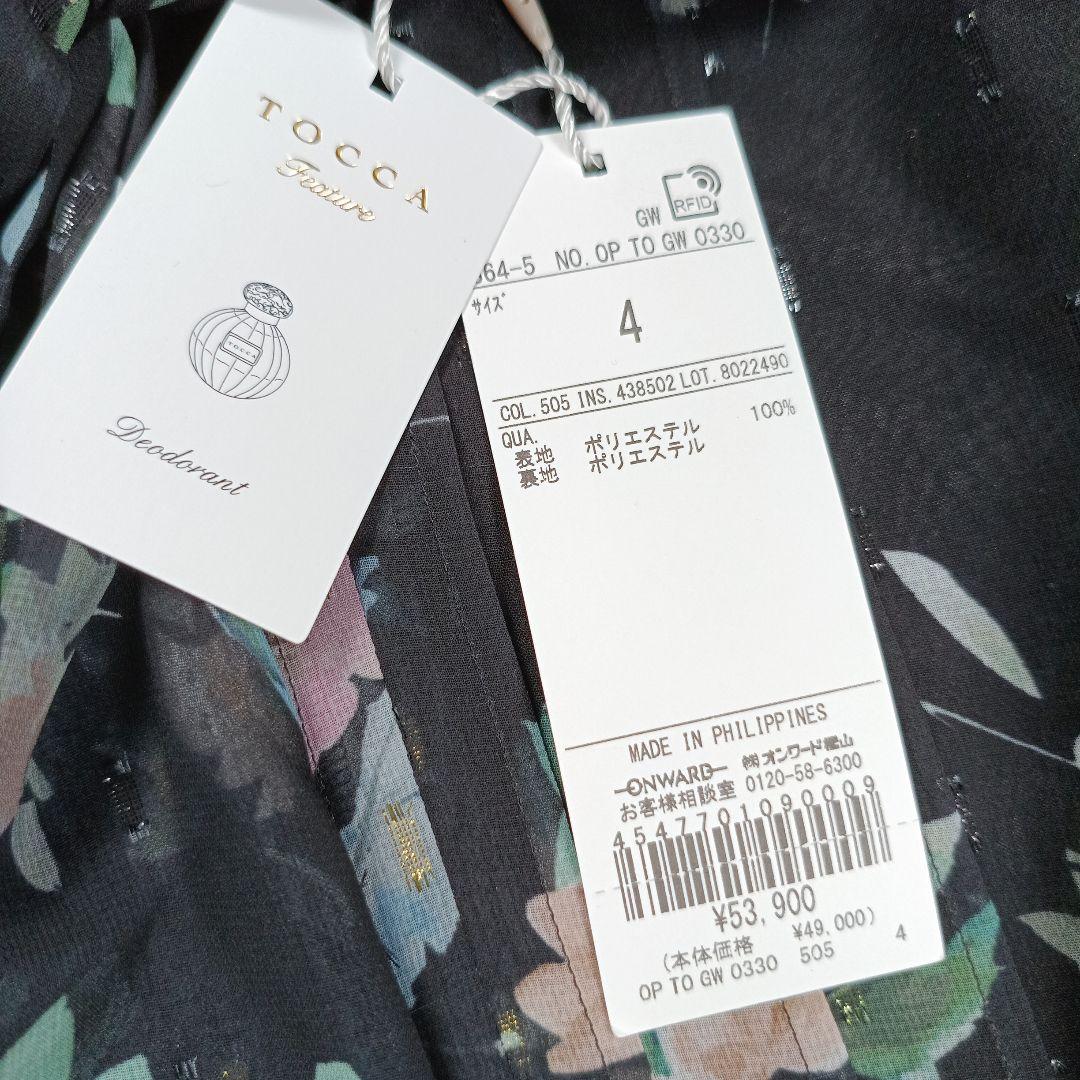 TOCCA
Feature
TOCCA
Deodorant
GW RFID
64-5 NO. OP TO GW 0330
サイズ
4
COL. 505 INS. 438502 LOT. 8022490
QUA. 100%
表地 ポリエステル
裏地 ポリエステル
MADE IN PHILIPPINES
ONWARD ㈱オンワード樫山
お客様相談室 0120-58-6300
4547701090009
¥53,900
(本体価格 ¥49,000)
OP TO GW 0330 505 4